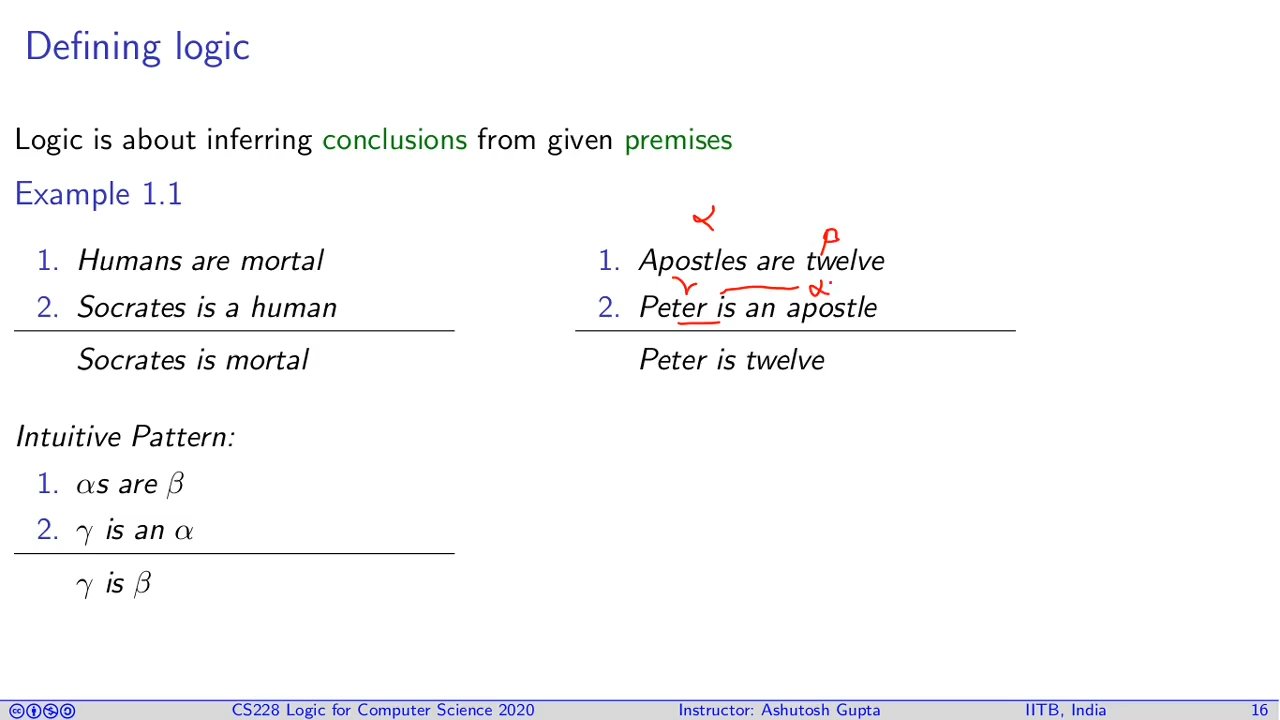 Defining logic
Logic is about inferring conclusions from given premises
Example 1.1
1. Humans are mortal
2. Socrates is a human
Socrates is mortal
α
β
1. Apostles are twelve
γ
α
2. Peter is an apostle
Peter is twelve
Intuitive Pattern:
1. αs are β
2. γ is an α
γ is β
CS228 Logic for Computer Science 2020 Instructor: Ashutosh Gupta IITB, India 16